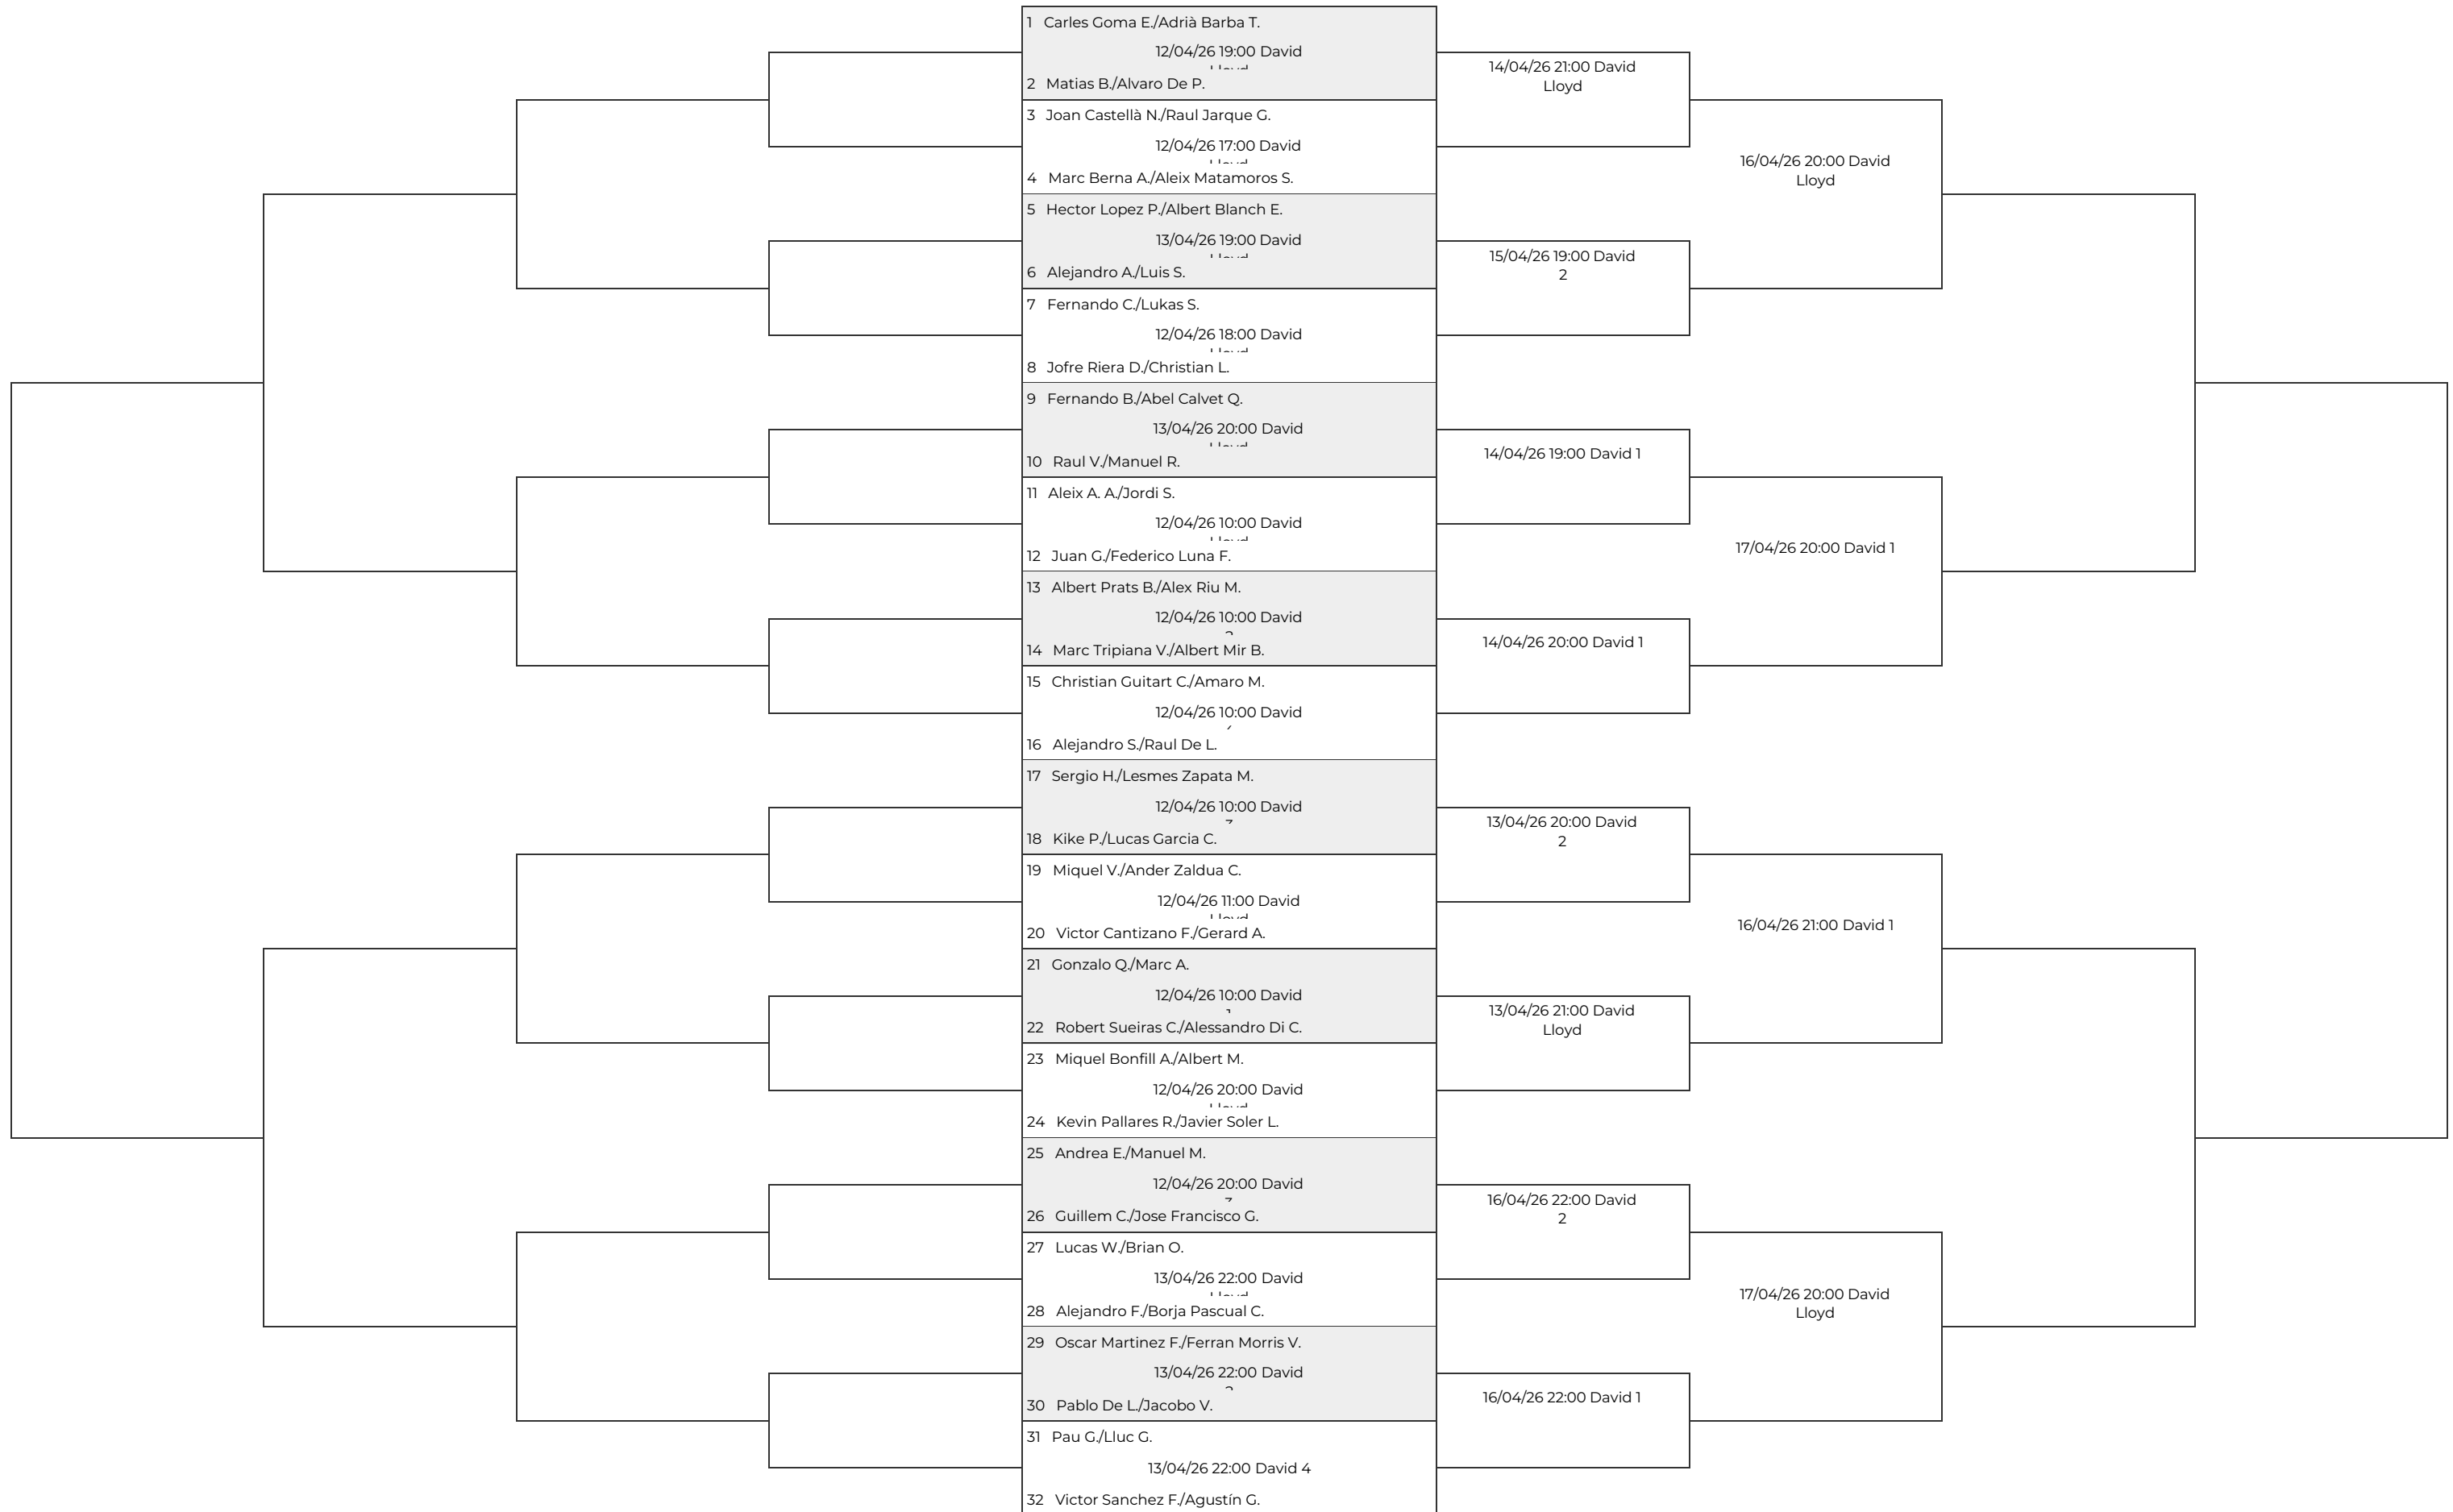 1 Carles Goma E./Adrià Barba T.
12/04/26 19:00 David
2 Matias B./Alvaro De P.
3 Joan Castellà N./Raul Jarque G.
12/04/26 17:00 David
4 Marc Berna A./Aleix Matamoros S.
5 Hector Lopez P./Albert Blanch E.
13/04/26 19:00 David
6 Alejandro A./Luis S.
7 Fernando C./Lukas S.
12/04/26 18:00 David
8 Jofre Riera D./Christian L.
9 Fernando B./Abel Calvet Q.
13/04/26 20:00 David
10 Raul V./Manuel R.
11 Aleix A. A./Jordi S.
12/04/26 10:00 David
12 Juan G./Federico Luna F.
13 Albert Prats B./Alex Riu M.
12/04/26 10:00 David
14 Marc Tripiana V./Albert Mir B.
15 Christian Guitart C./Amaro M.
12/04/26 10:00 David
16 Alejandro S./Raul De L.
17 Sergio H./Lesmes Zapata M.
12/04/26 10:00 David
18 Kike P./Lucas Garcia C.
19 Miquel V./Ander Zaldua C.
12/04/26 11:00 David
20 Victor Cantizano F./Gerard A.
21 Gonzalo Q./Marc A.
12/04/26 10:00 David
22 Robert Sueiras C./Alessandro Di C.
23 Miquel Bonfill A./Albert M.
12/04/26 20:00 David
24 Kevin Pallares R./Javier Soler L.
25 Andrea E./Manuel M.
12/04/26 20:00 David
26 Guillem C./Jose Francisco G.
27 Lucas W./Brian O.
13/04/26 22:00 David
28 Alejandro F./Borja Pascual C.
29 Oscar Martinez F./Ferran Morris V.
13/04/26 22:00 David
30 Pablo De L./Jacobo V.
31 Pau G./Lluc G.
13/04/26 22:00 David 4
32 Victor Sanchez F./Agustín G.
14/04/26 21:00 David
Lloyd
15/04/26 19:00 David
2
14/04/26 19:00 David 1
14/04/26 20:00 David 1
13/04/26 20:00 David
2
13/04/26 21:00 David
Lloyd
16/04/26 22:00 David
2
16/04/26 22:00 David 1
16/04/26 20:00 David
Lloyd
17/04/26 20:00 David 1
16/04/26 21:00 David 1
17/04/26 20:00 David
Lloyd